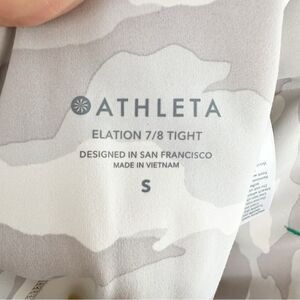 ATHLETA
ELATION 7/8 TIGHT
DESIGNED IN SAN FRANCISCO
MADE IN VIETNAM
S